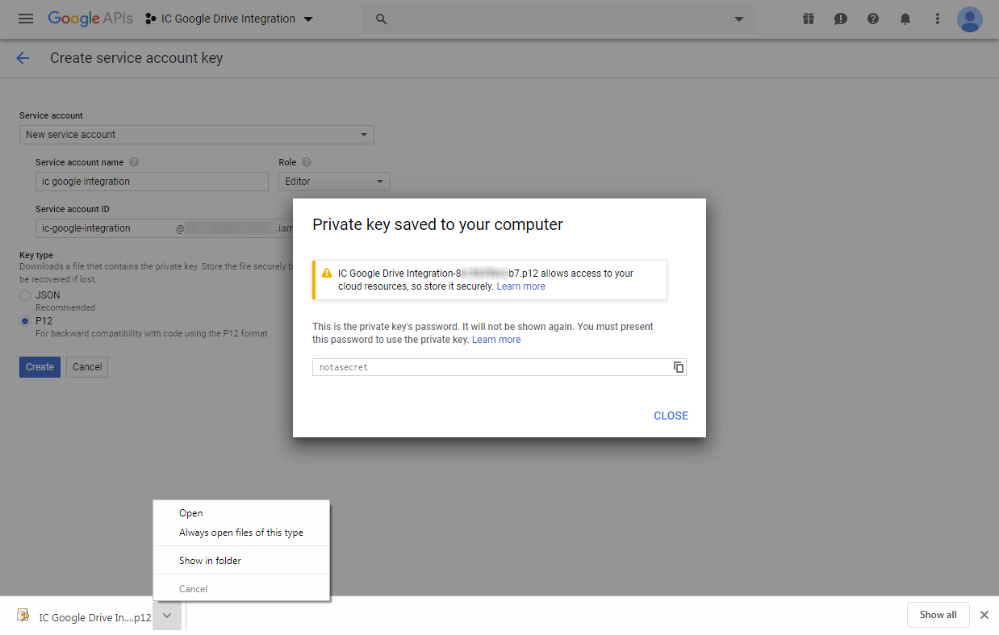 Google APIs IC Google Drive Integration
Create service account key
Service account
New service account
Service account name Role
ic google integration Editor
Service account ID
ic-google-integration @ .iam
Key type
Downloads a file that contains the private key. Store the file securely b
be recovered if lost.
JSON
Recommended
P12
For backward compatibility with code using the P12 format
Create Cancel
Private key saved to your computer
IC Google Drive Integration-8 b7.p12 allows access to your
cloud resources, so store it securely. Learn more
This is the private key's password. It will not be shown again. You must present
this password to use the private key. Learn more
notasecret
CLOSE
Open
Always open files of this type
Show in folder
Cancel
IC Google Drive In....p12 Show all